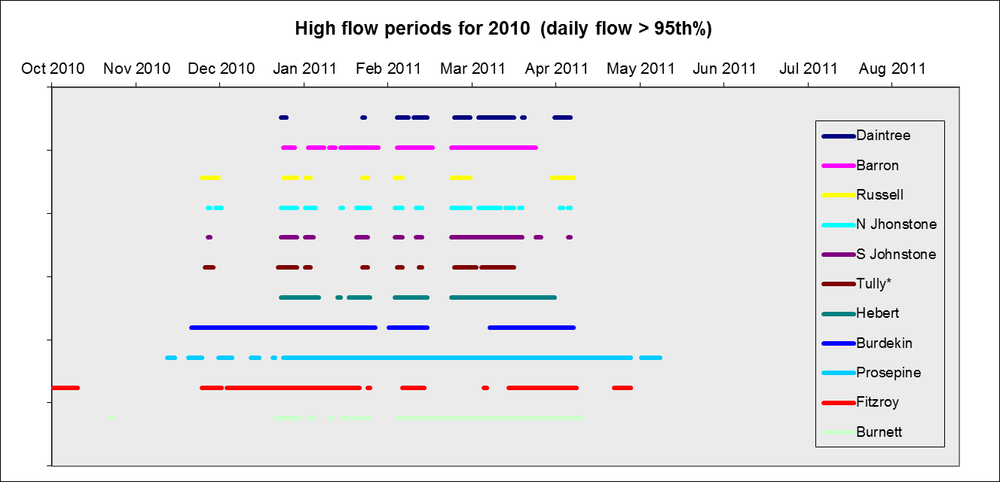 High flow periods for 2010 (daily flow > 95th%)
Oct 2010 Nov 2010 Dec 2010 Jan 2011 Feb 2011 Mar 2011 Apr 2011 May 2011 Jun 2011 Jul 2011 Aug 2011
Daintree
Barron
Russell
N Jhonstone
S Johnstone
Tully*
Hebert
Burdekin
Prosepine
Fitzroy
Burnett